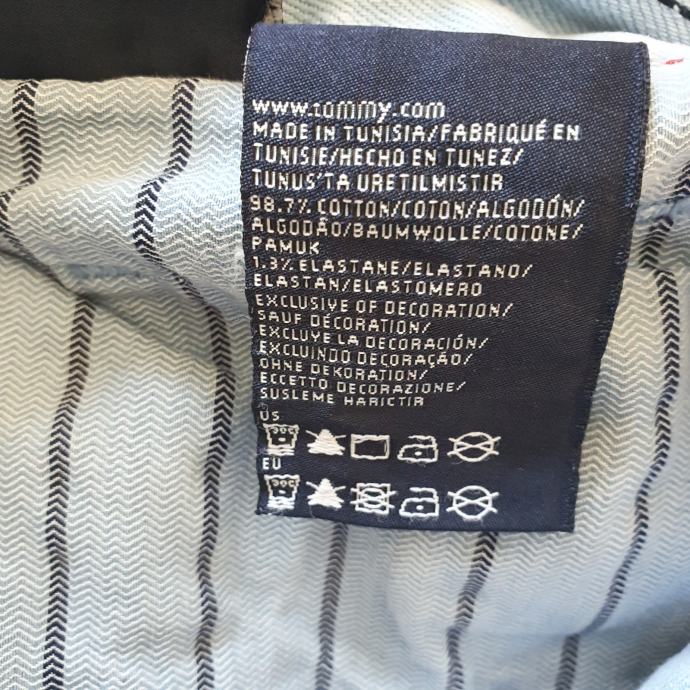 www.tommy.com
MADE IN TUNISIA/FABRIQUÉ EN
TUNISIE/HECHO EN TUNEZ/
TUNUS'TA URETILMISTIR
98.7% COTTON/COTON/ALGODÓN/
ALGODÃO/BAUMWOLLE/COTONE/
PAMUK
1.3% ELASTANE/ELASTANO/
ELASTAN/ELASTOMERO
EXCLUSIVE OF DECORATION/
SAUF DÉCORATION/
EXCLUYE LA DECORACIÓN/
EXCLUINDO DECORAÇÃO/
OHNE DEKORATION/
ECCETTO DECORAZIONE/
SUSLEME HARICTIR
US
EU
30C